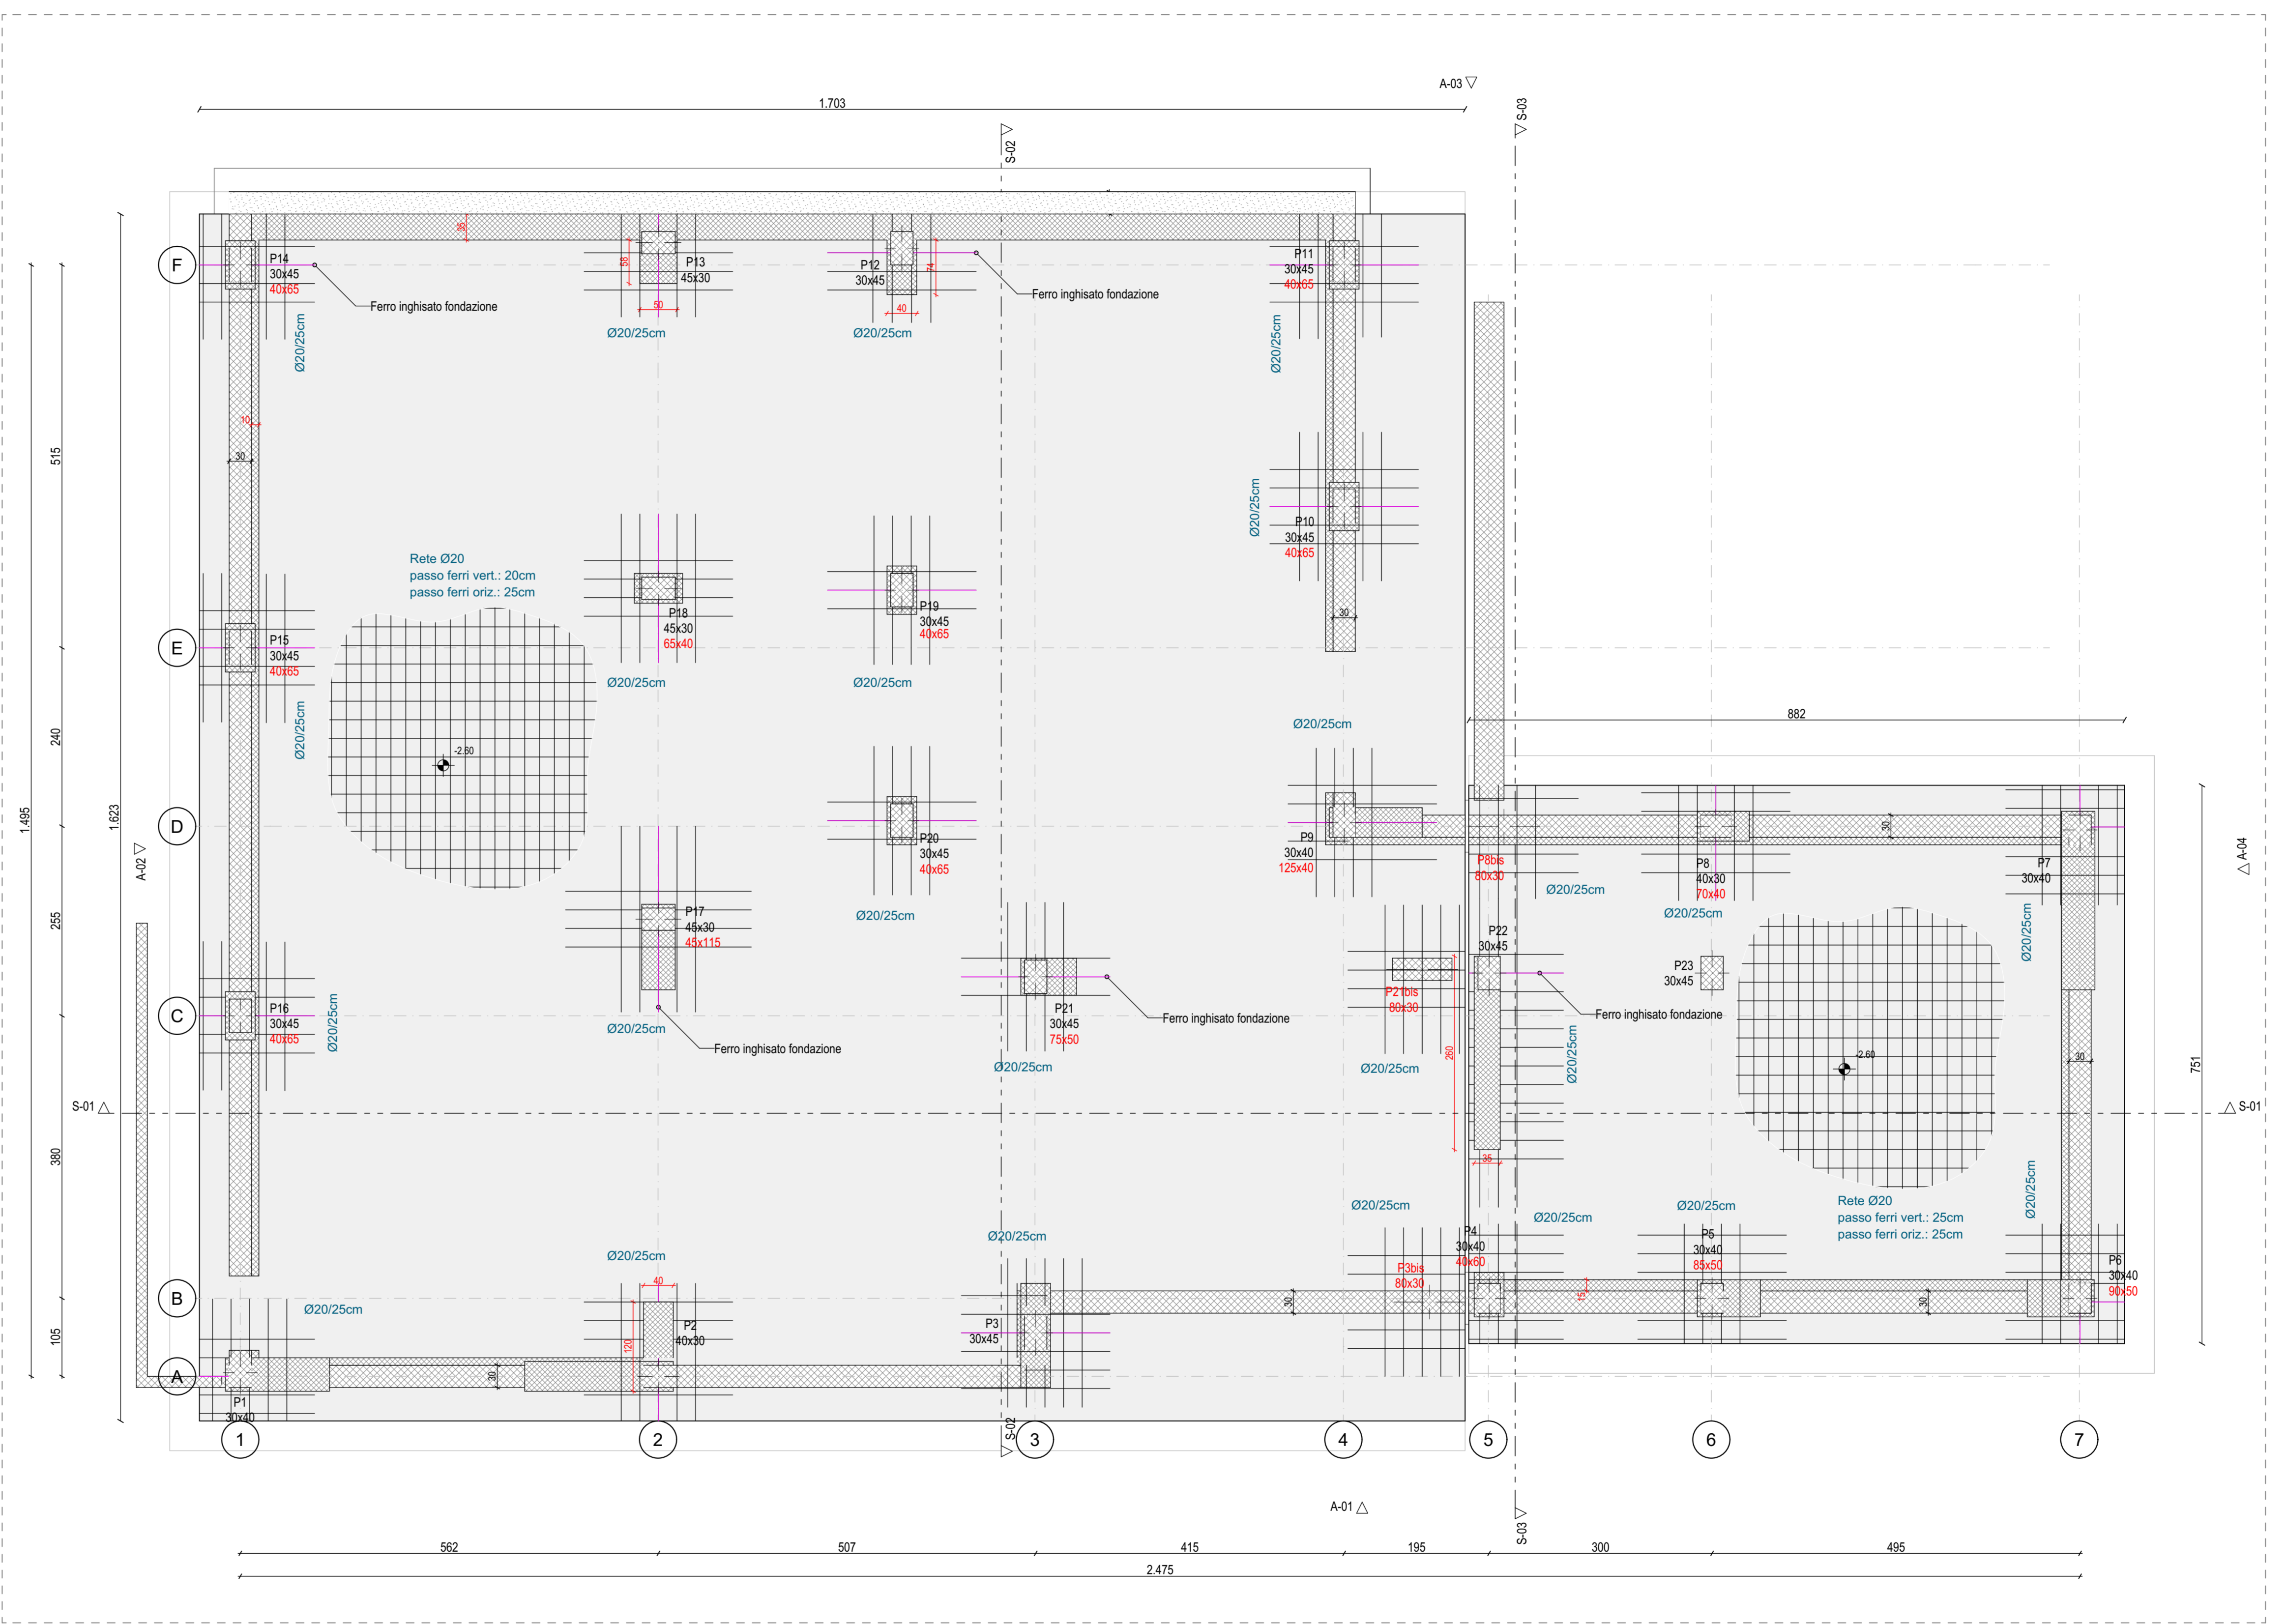 A-03
S-03
1.703
S-02
35
F
P14
30x45
40x65
Ferro inghisato fondazione
Ø20/25cm
58
P13
45x30
50
Ø20/25cm
P12
30x45
74
40
Ø20/25cm
Ferro inghisato fondazione
P11
30x45
40x65
Ø20/25cm
10
30
515
1.495
1.623
Rete Ø20
passo ferri vert.: 20cm
passo ferri oriz.: 25cm
-2.60
E
P15
30x45
40x65
Ø20/25cm
P18
45x30
65x40
Ø20/25cm
P19
30x45
40x65
Ø20/25cm
P10
30x45
40x65
Ø20/25cm
30
882
240
Ø20/25cm
D
A-02
P20
30x45
40x65
Ø20/25cm
P9
30x40
125x40
P8bis
80x30
Ø20/25cm
P8
40x30
70x40
Ø20/25cm
30
P7
30x40
Ø20/25cm
A-04
255
P17
45x30
45x115
Ø20/25cm
Ferro inghisato fondazione
C
P16
30x45
40x65
Ø20/25cm
P21
30x45
75x50
Ø20/25cm
Ferro inghisato fondazione
P21bis
80x30
Ø20/25cm
260
P22
30x45
35
Ferro inghisato fondazione
Ø20/25cm
P23
30x45
-2.60
30
751
S-01
S-01
380
Rete Ø20
passo ferri vert.: 25cm
passo ferri oriz.: 25cm
Ø20/25cm
B
Ø20/25cm
Ø20/25cm
40
120
P2
40x30
Ø20/25cm
P3
30x45
30
Ø20/25cm
P3bis
80x30
P4
30x40
40x60
Ø20/25cm
15
Ø20/25cm
P5
30x40
85x50
30
P6
30x40
90x50
105
A
30
P1
30x40
S-02
1
2
3
4
5
6
7
A-01
S-03
562
507
415
195
300
495
2.475